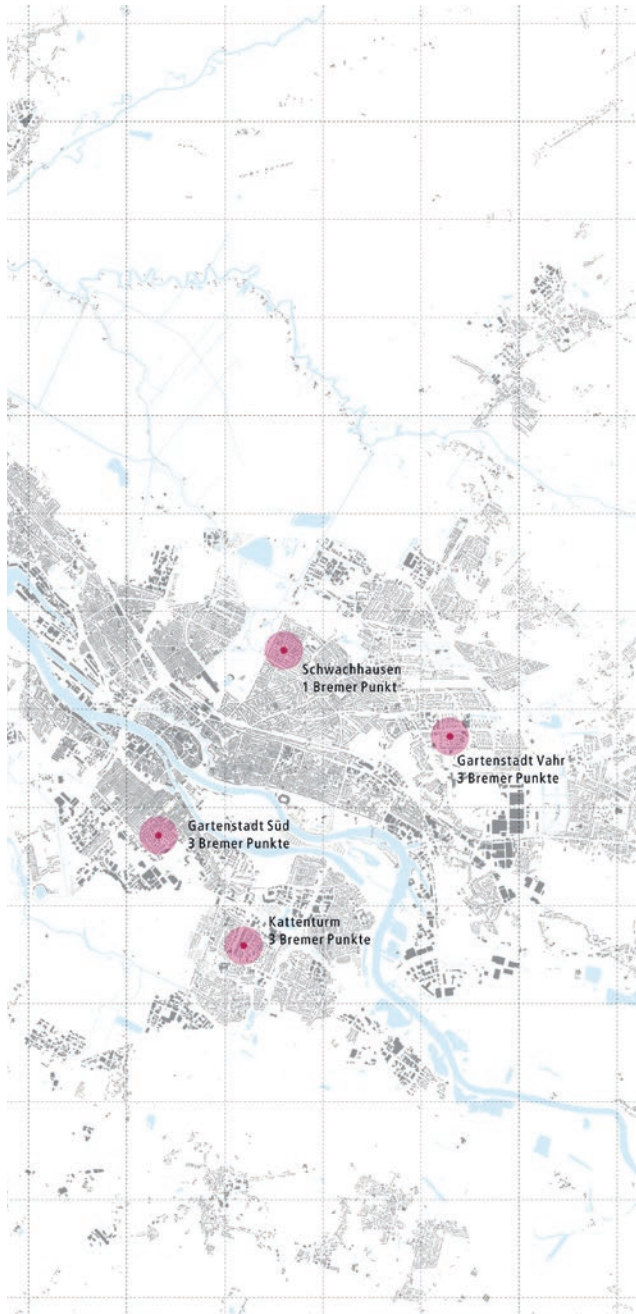 Schwachhausen
1 Bremer Punkt
Gartenstadt Vahr
3 Bremer Punkte
Gartenstadt Süd
3 Bremer Punkte
Kattenturm
3 Bremer Punkte